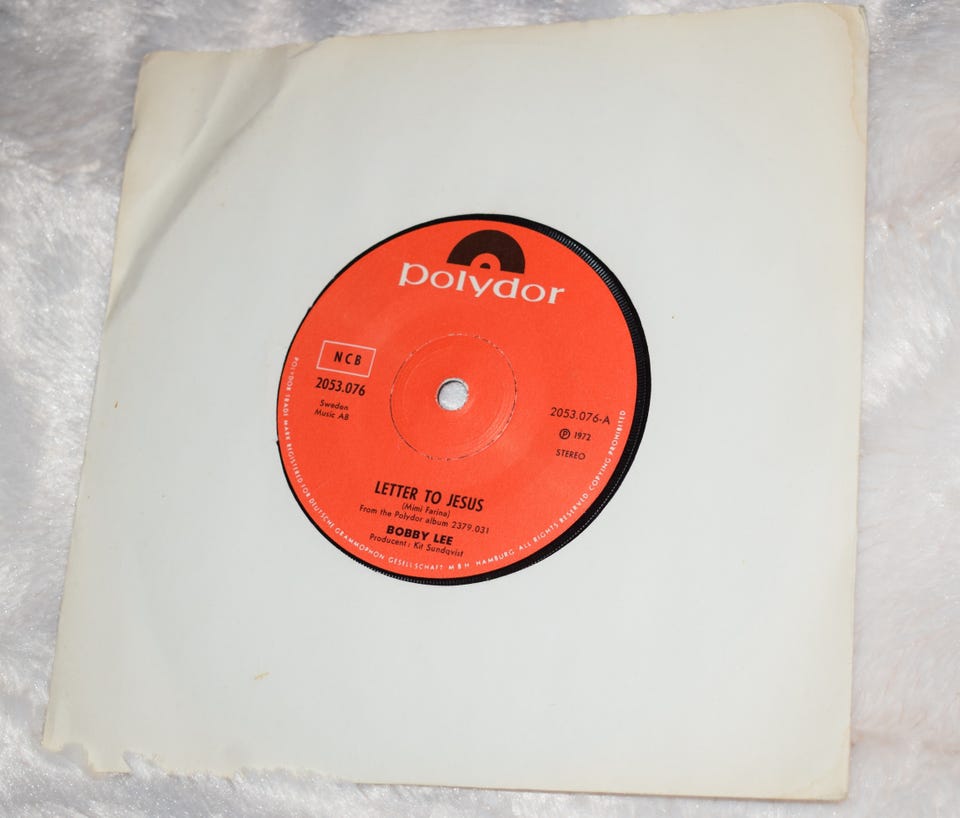 polydor
NCB
2053.076
Sweden
Music AB
2053.076-A
Ⓟ 1972
STEREO
LETTER TO JESUS
(Mimi Farina)
From the Polydor album 2379.031
BOBBY LEE
Producent: Kit Sundqvist
POLYDOR TRADE MARK REGISTERED FOR DEUTSCHE GRAMMOPHON GESELLSCHAFT MBH. HAMBURG ALL RIGHTS RESERVED COPYING PROHIBITED